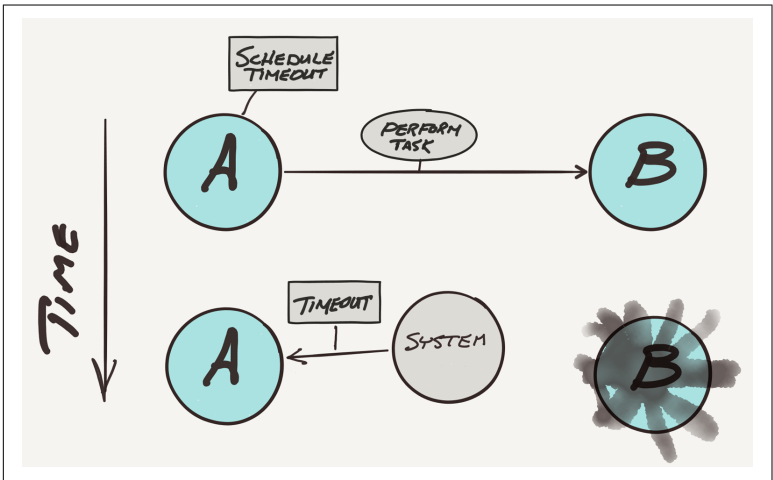 SCHEDULE
TIMEOUT
A
PERFORM
TASK
B
TIME
A
TIMEOUT
SYSTEM
B